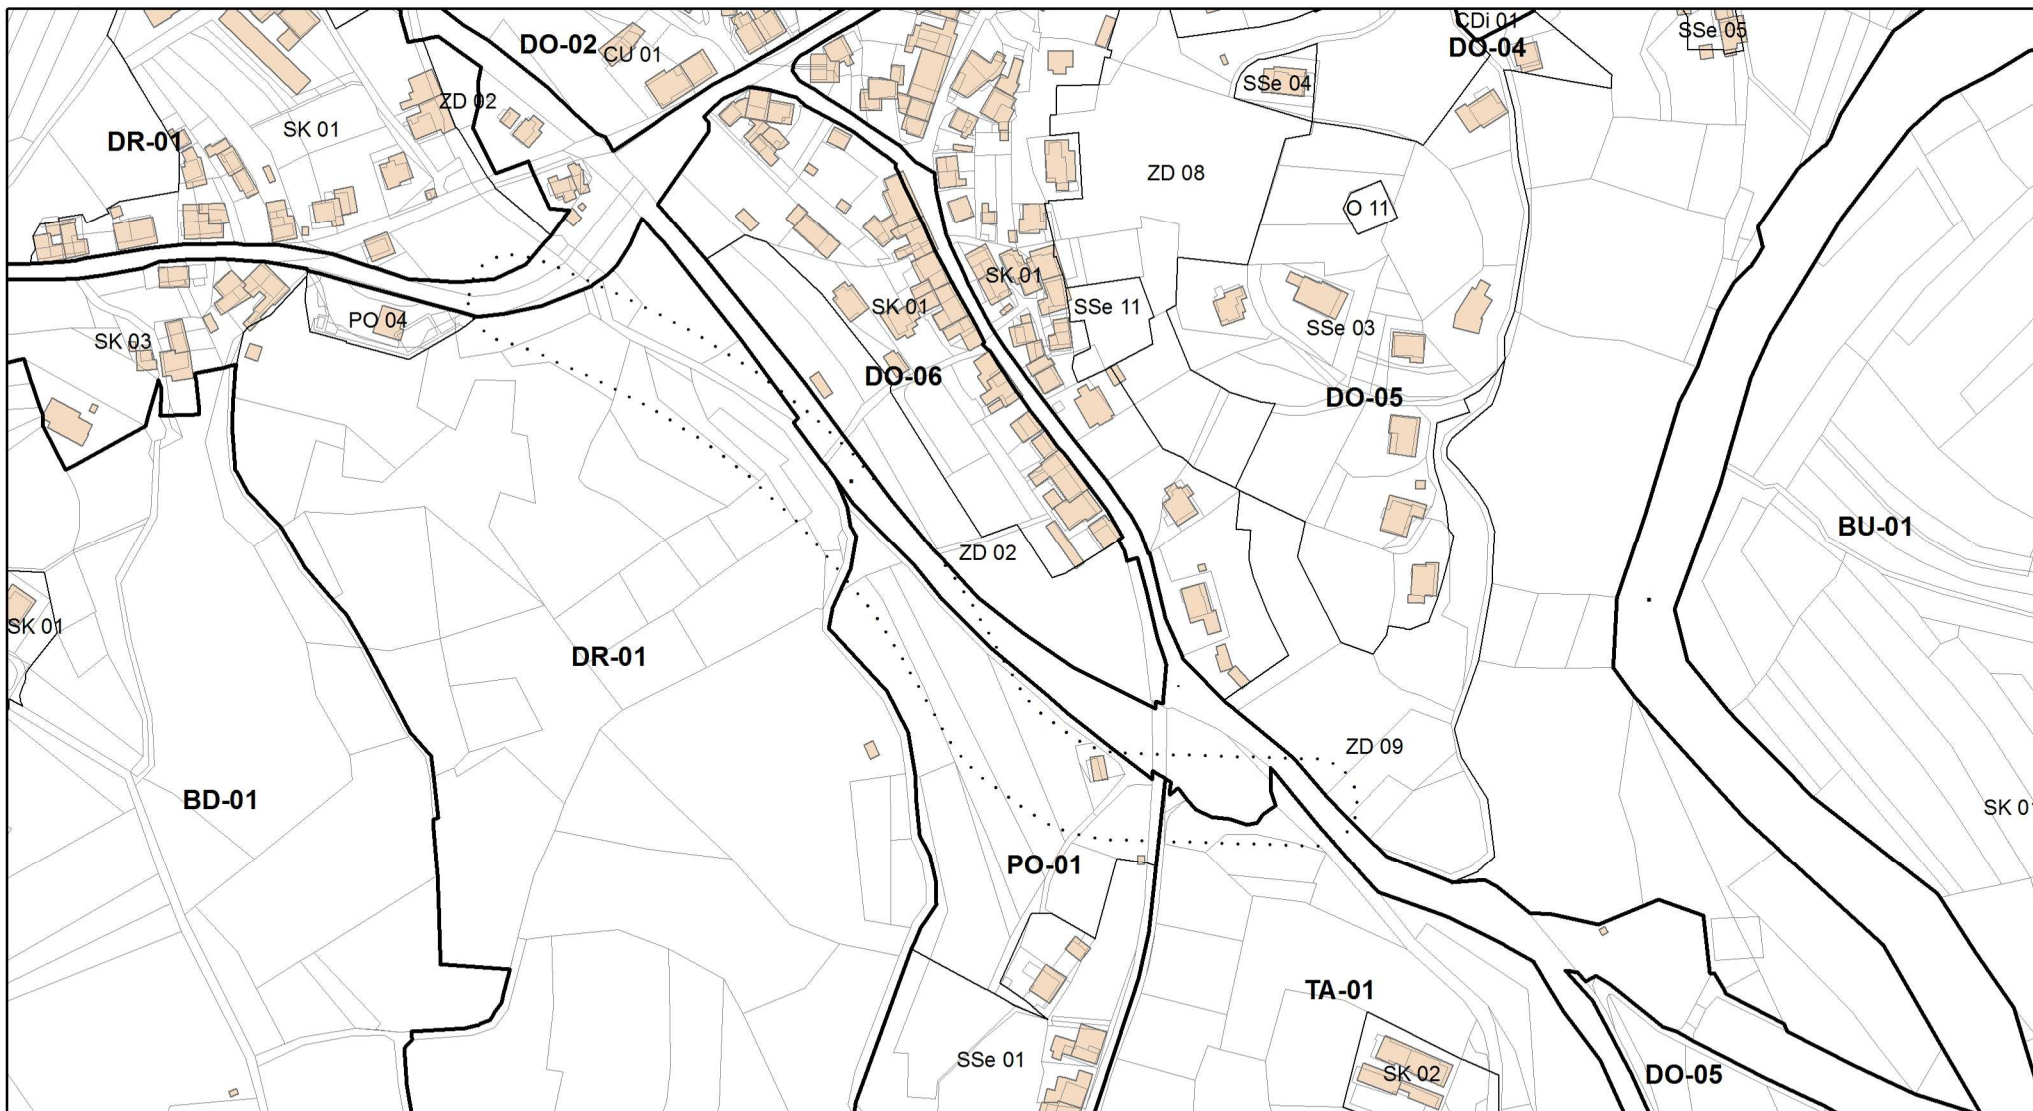 CDi 01
SSe 05
DO-02
DO-04
CU 01
SSe 04
ZD 02
SK 01
DR-01
ZD 08
O 11
SK 01
SK 01
SSe 11
PO 04
SSe 03
SK 03
DO-06
DO-05
BU-01
ZD 02
SK 01
DR-01
ZD 09
BD-01
SK 0
PO-01
TA-01
SSe 01
SK 02
DO-05